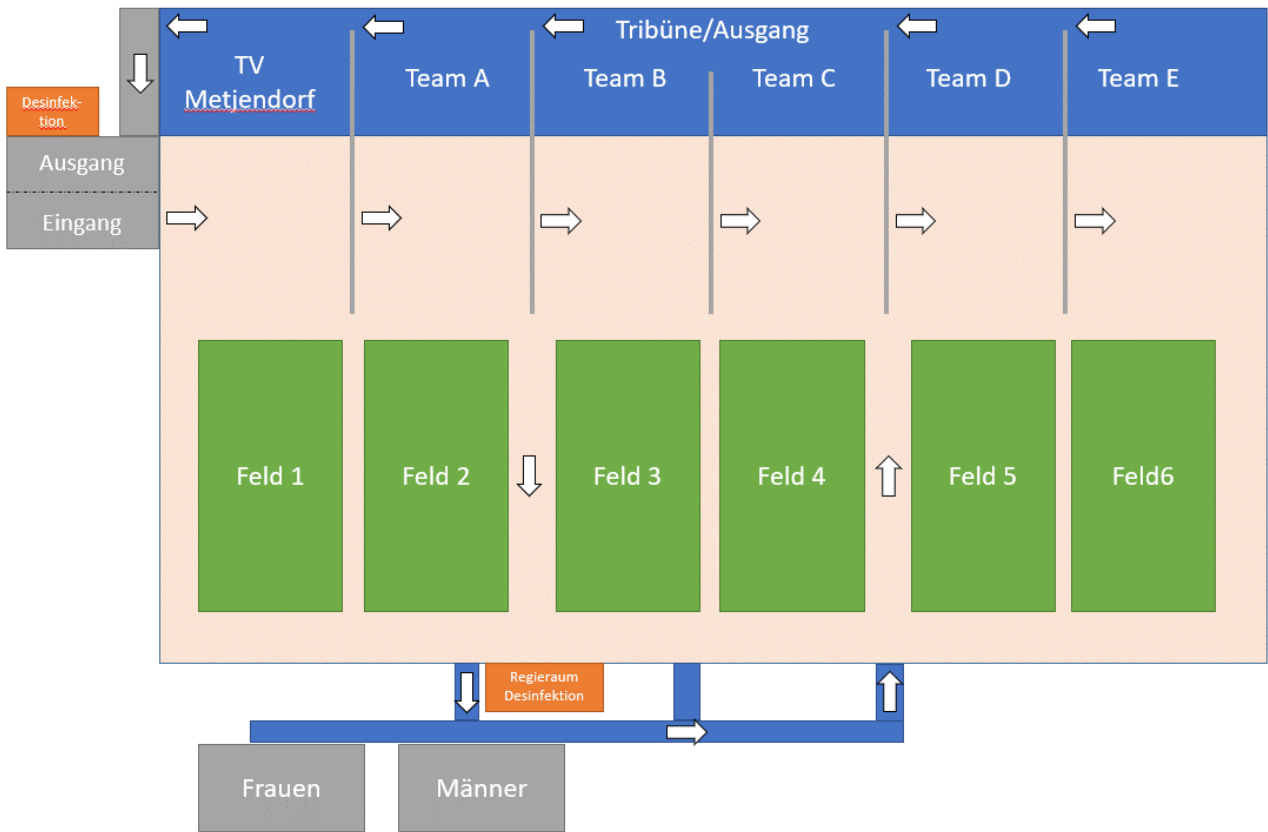 Tribüne/Ausgang
TV
Metjendorf
Team A
Team B
Team C
Team D
Team E
Desinfek-
tion
Ausgang
Eingang
Feld 1
Feld 2
Feld 3
Feld 4
Feld 5
Feld6
Regieraum
Desinfektion
Frauen
Männer